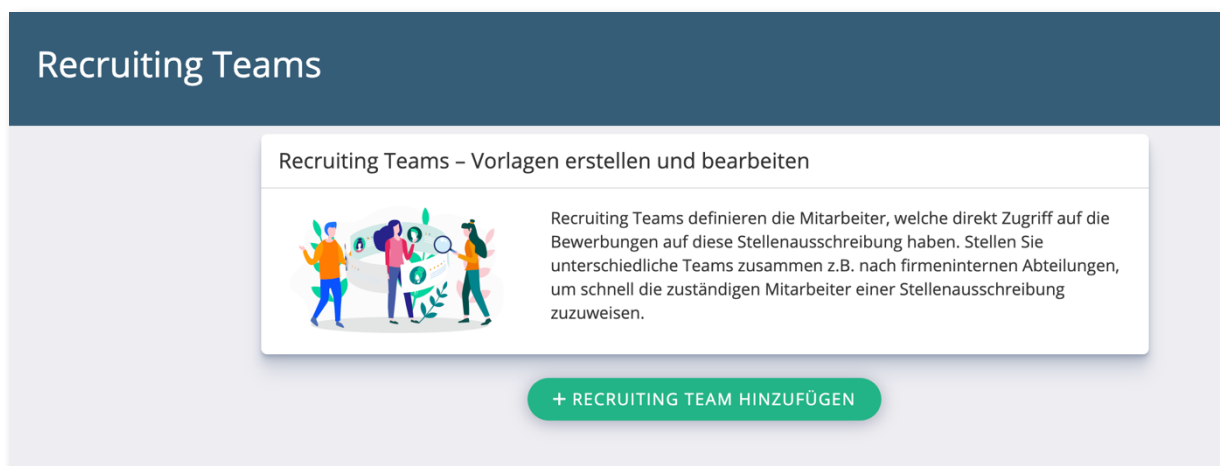 Recruiting Teams
Recruiting Teams – Vorlagen erstellen und bearbeiten
Recruiting Teams definieren die Mitarbeiter, welche direkt Zugriff auf die
Bewerbungen auf diese Stellenausschreibung haben. Stellen Sie
unterschiedliche Teams zusammen z.B. nach firmeninternen Abteilungen,
um schnell die zuständigen Mitarbeiter einer Stellenausschreibung
zuzuweisen.
+ RECRUITING TEAM HINZUFÜGEN